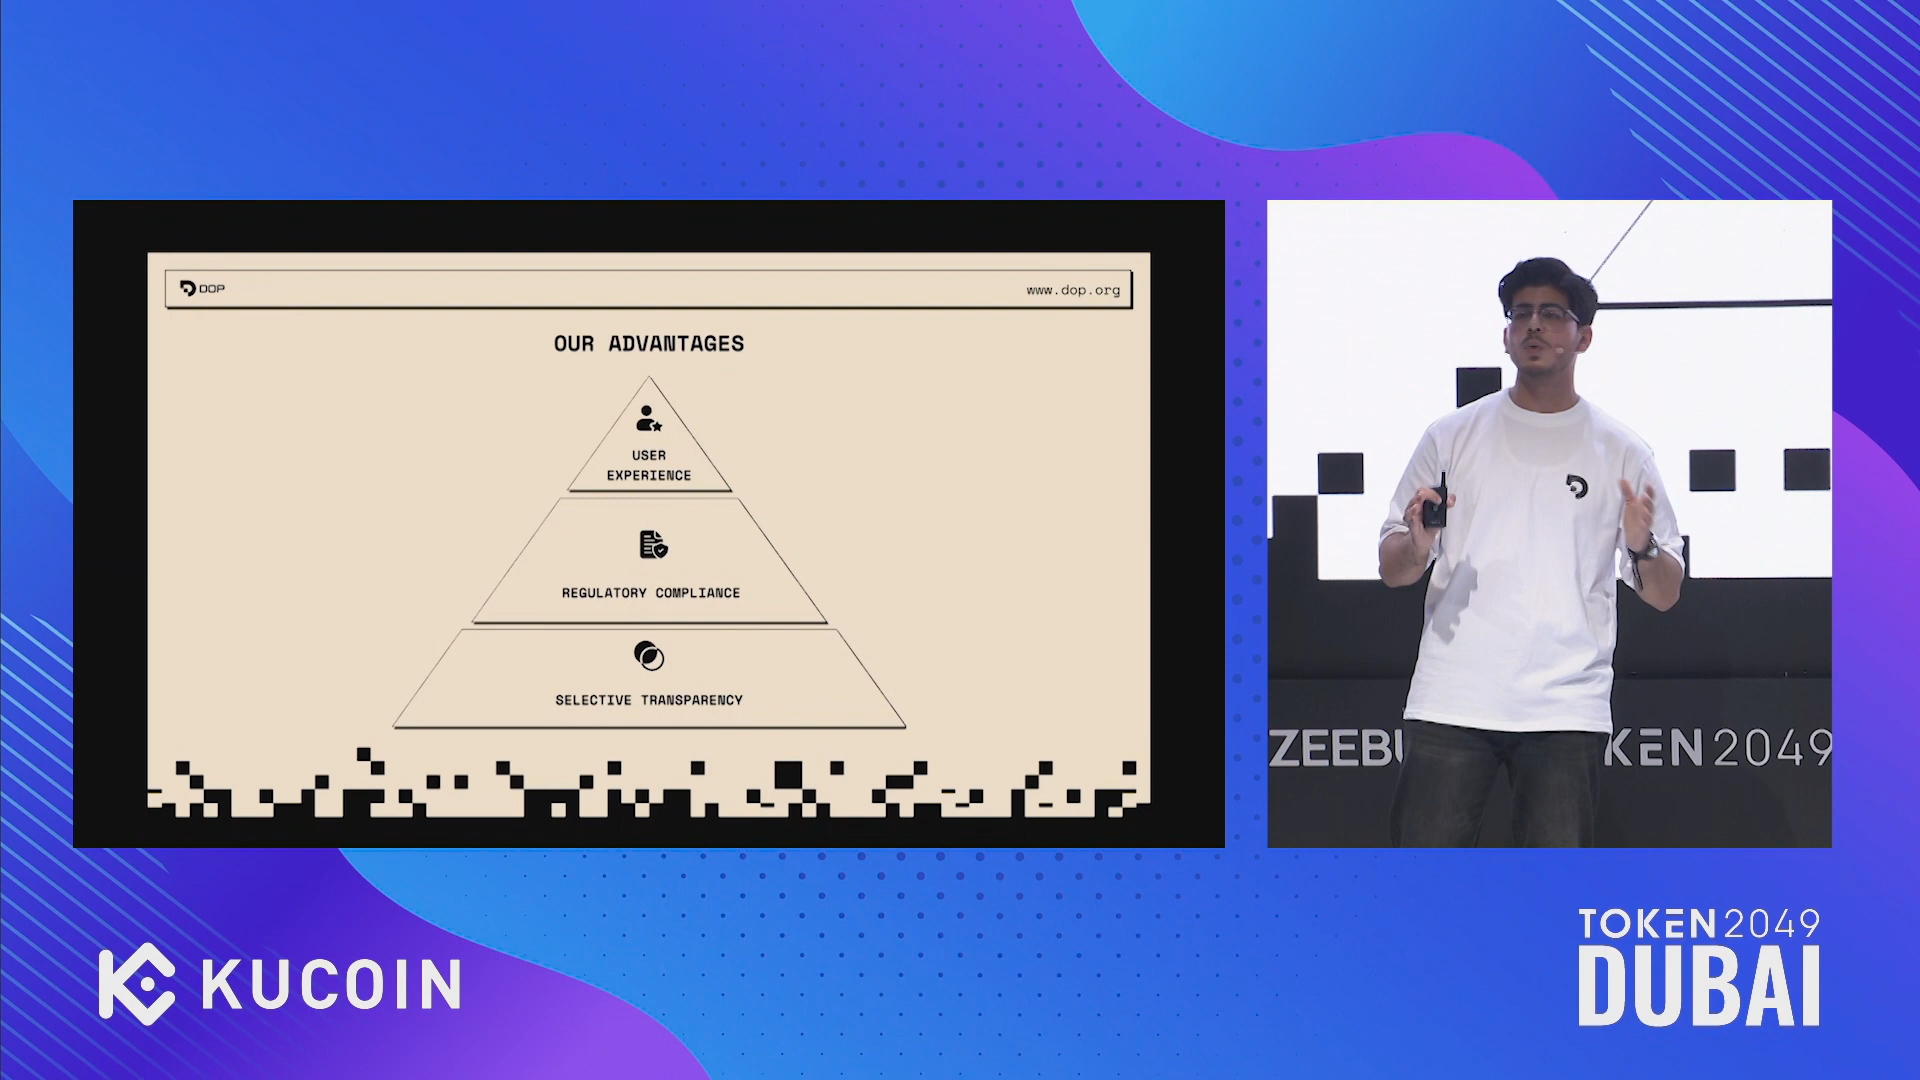 DOP
www.dop.org
OUR ADVANTAGES
USER
EXPERIENCE
REGULATORY COMPLIANCE
SELECTIVE TRANSPARENCY
ZEEBU
KEN2049
KUCOIN
TOKEN2049
DUBAI